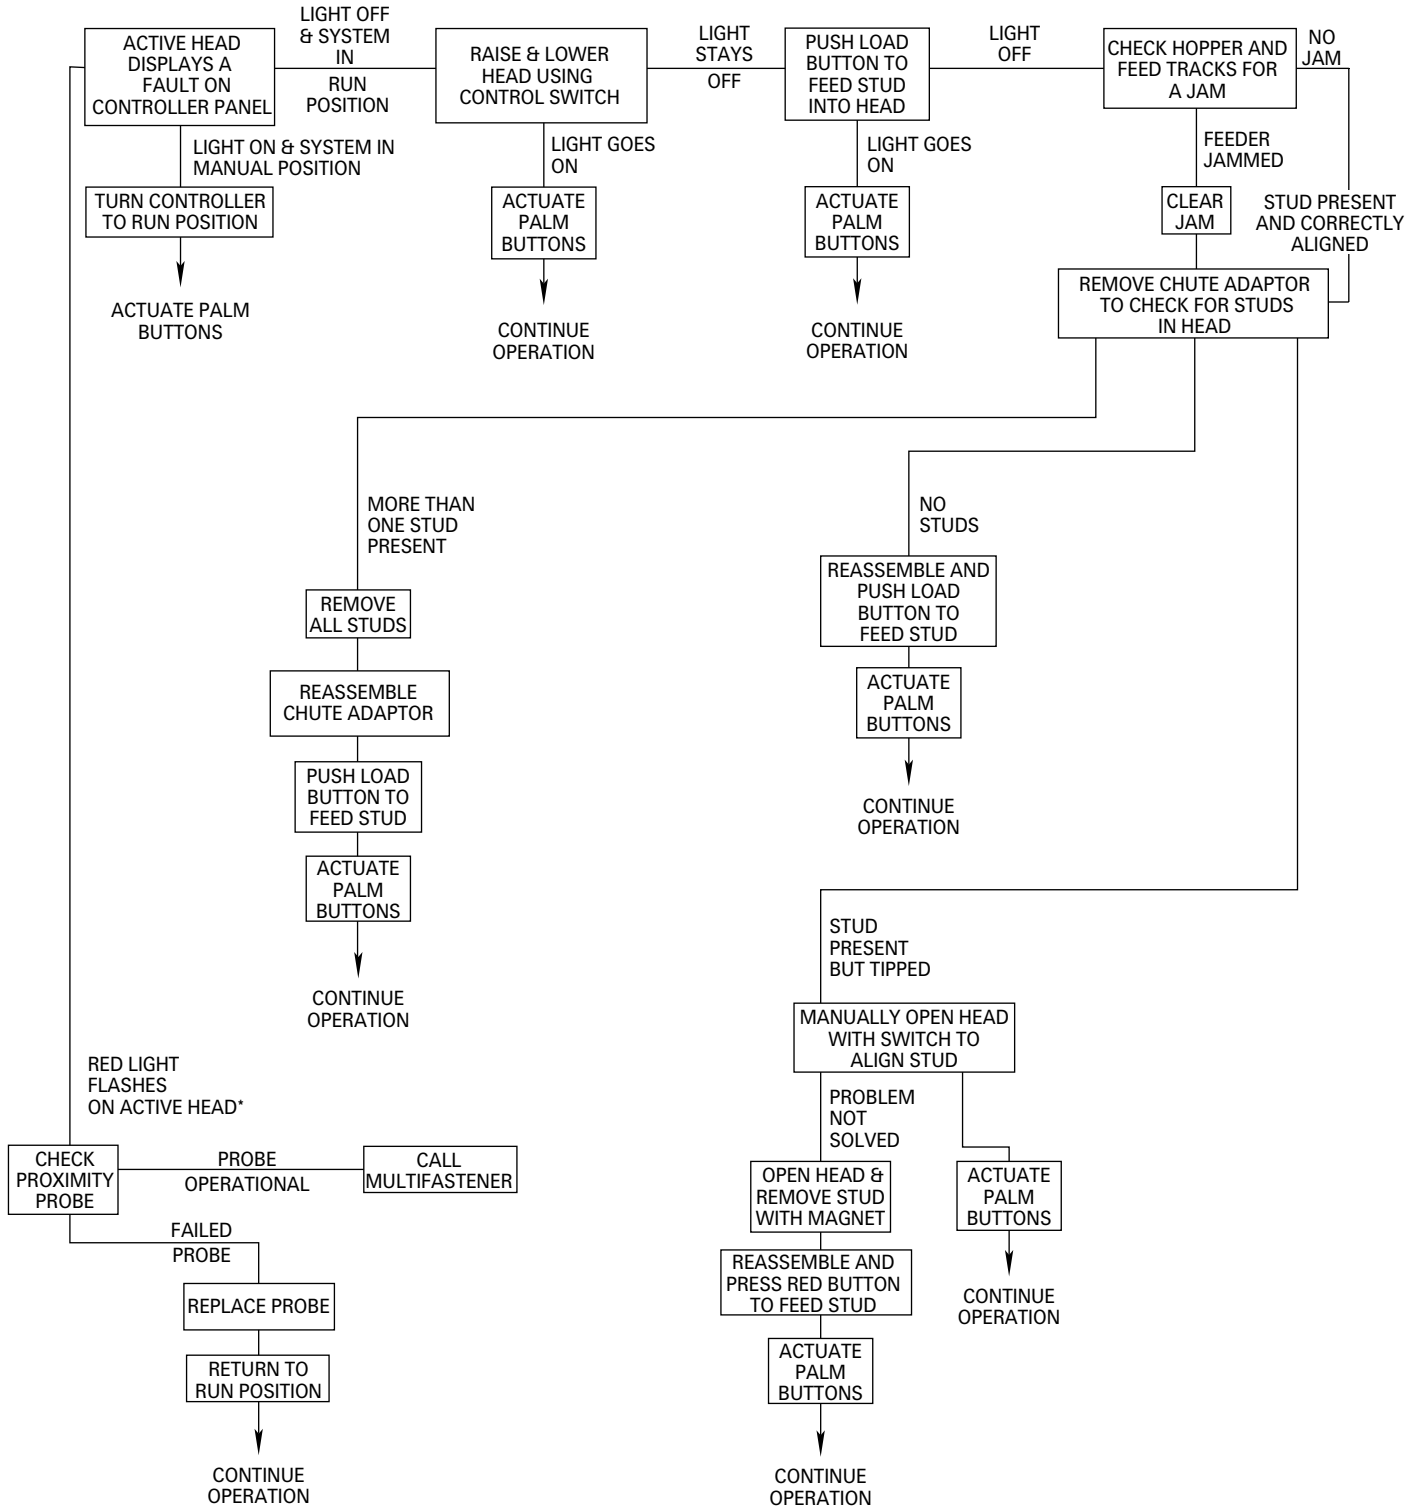 ACTIVE HEAD
DISPLAYS A
FAULT ON
CONTROLLER PANEL
LIGHT OFF
& SYSTEM
IN
RUN
POSITION
RAISE & LOWER
HEAD USING
CONTROL SWITCH
LIGHT
STAYS
OFF
PUSH LOAD
BUTTON TO
FEED STUD
INTO HEAD
LIGHT
OFF
CHECK HOPPER AND
FEED TRACKS FOR
A JAM
NO
JAM
LIGHT ON & SYSTEM IN
MANUAL POSITION
TURN CONTROLLER
TO RUN POSITION
ACTUATE PALM
BUTTONS
LIGHT GOES
ON
ACTUATE
PALM
BUTTONS
CONTINUE
OPERATION
LIGHT GOES
ON
ACTUATE
PALM
BUTTONS
CONTINUE
OPERATION
FEEDER
JAMMED
CLEAR
JAM
STUD PRESENT
AND CORRECTLY
ALIGNED
REMOVE CHUTE ADAPTOR
TO CHECK FOR STUDS
IN HEAD
MORE THAN
ONE STUD
PRESENT
REMOVE
ALL STUDS
REASSEMBLE
CHUTE ADAPTOR
PUSH LOAD
BUTTON TO
FEED STUD
ACTUATE
PALM
BUTTONS
CONTINUE
OPERATION
NO
STUDS
REASSEMBLE AND
PUSH LOAD
BUTTON TO
FEED STUD
ACTUATE
PALM
BUTTONS
CONTINUE
OPERATION
STUD
PRESENT
BUT TIPPED
MANUALLY OPEN HEAD
WITH SWITCH TO
ALIGN STUD
PROBLEM
NOT
SOLVED
OPEN HEAD &
REMOVE STUD
WITH MAGNET
REASSEMBLE AND
PRESS RED BUTTON
TO FEED STUD
ACTUATE
PALM
BUTTONS
CONTINUE
OPERATION
ACTUATE
PALM
BUTTONS
CONTINUE
OPERATION
RED LIGHT
FLASHES
ON ACTIVE HEAD*
CHECK
PROXIMITY
PROBE
PROBE
OPERATIONAL
CALL
MULTIFASTENER
FAILED
PROBE
REPLACE PROBE
RETURN TO
RUN POSITION
CONTINUE
OPERATION